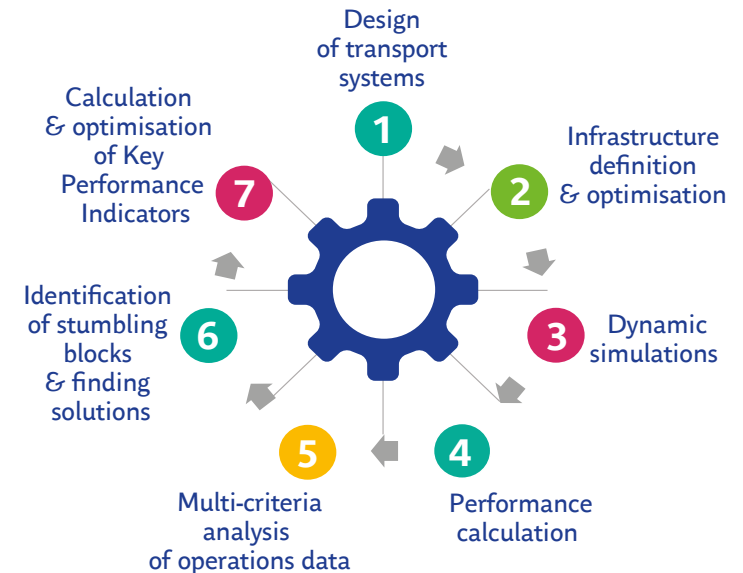 Design
of transport
systems
1
Infrastructure
definition
& optimisation
2
Dynamic
simulations
3
Performance
calculation
4
Multi-criteria
analysis
of operations data
5
Identification
of stumbling
blocks
& finding
solutions
6
Calculation
& optimisation
of Key
Performance
Indicators
7